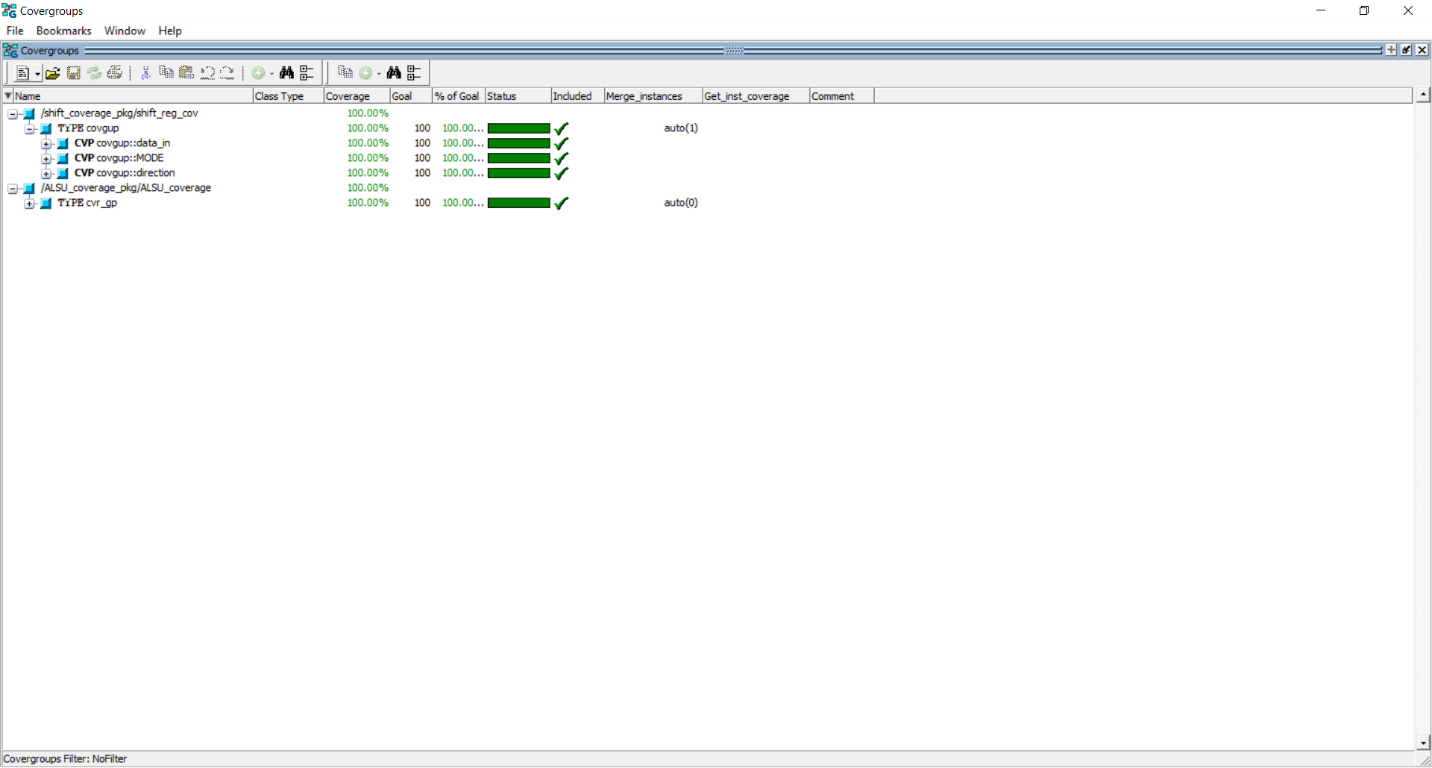 Covergroups
File Bookmarks Window Help
Covergroups
Name Class Type Coverage Goal % of Goal Status Included Merge_instances Get_inst_coverage Comment
/shift_coverage_pkg/shift_reg_cov 100.00%
TYPE covgup 100.00% 100 100.00... auto(1)
CVP covgup::data_in 100.00% 100 100.00...
CVP covgup::MODE 100.00% 100 100.00...
CVP covgup::direction 100.00% 100 100.00...
/ALSU_coverage_pkg/ALSU_coverage 100.00%
TYPE cvr_gp 100.00% 100 100.00... auto(0)
Covergroups Filter: NoFilter